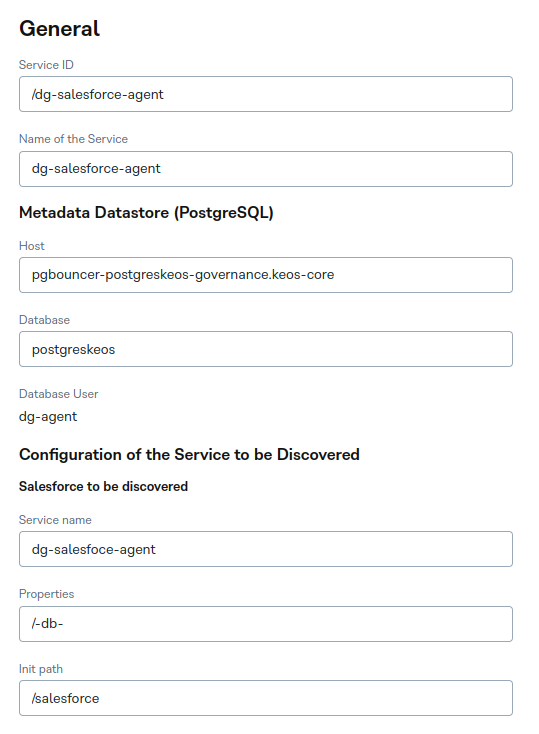 General
Service ID
/dg-salesforce-agent
Name of the Service
dg-salesforce-agent
Metadata Datastore (PostgreSQL)
Host
pgbouncer-postgreskeos-governance.keos-core
Database
postgreskeos
Database User
dg-agent
Configuration of the Service to be Discovered
Salesforce to be discovered
Service name
dg-salesfoce-agent
Properties
/-db-
Init path
/salesforce